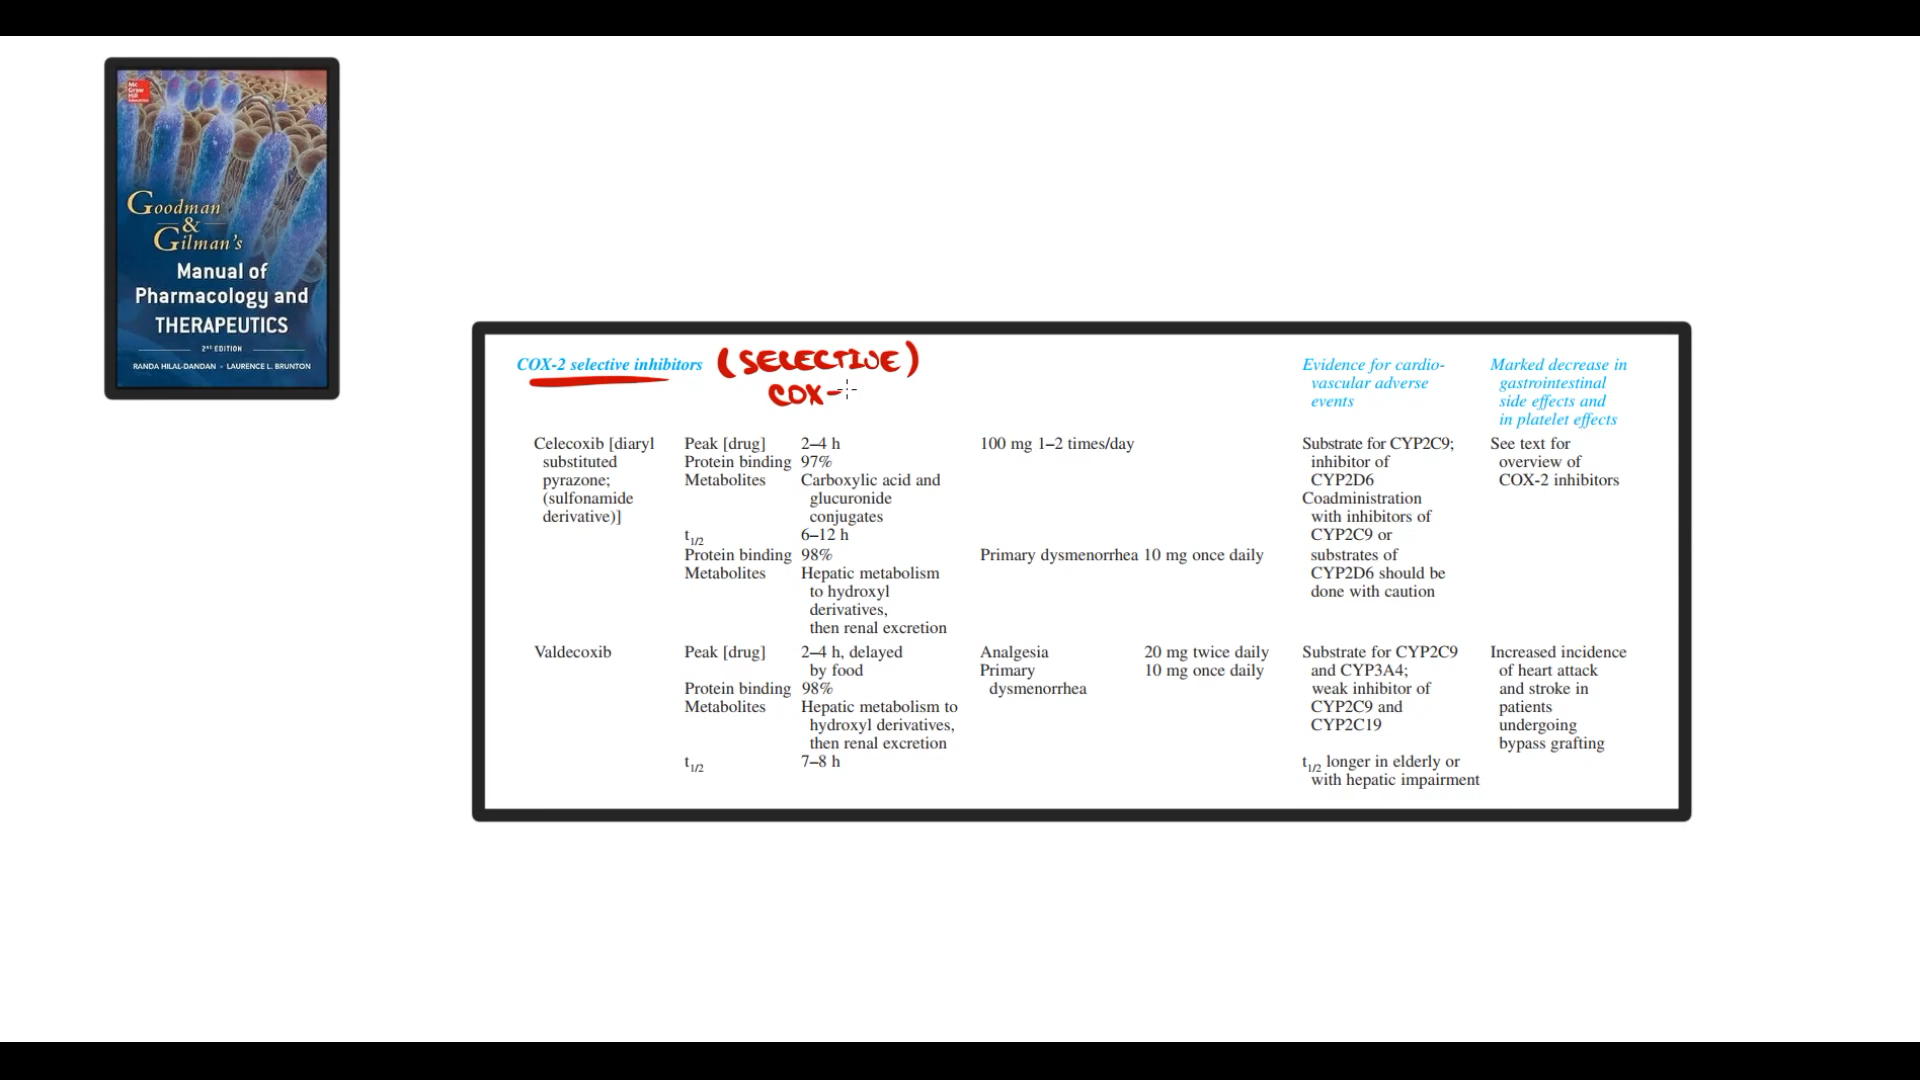 Mc
Graw
Hill
Education
Goodman
&
Gilman's
Manual of
Pharmacology and
THERAPEUTICS
2ND EDITION
RANDA HILAL-DANDAN • LAURENCE L. BRUNTON
COX-2 selective inhibitors (SELECTIVE)
COX-
Evidence for cardio-
vascular adverse
events
Marked decrease in
gastrointestinal
side effects and
in platelet effects
Celecoxib [diaryl
substituted
pyrazone;
(sulfonamide
derivative)]
Peak [drug] 2–4 h
Protein binding 97%
Metabolites Carboxylic acid and
glucuronide
conjugates
t1/2 6–12 h
Protein binding 98%
Metabolites Hepatic metabolism
to hydroxyl
derivatives,
then renal excretion
100 mg 1–2 times/day
Primary dysmenorrhea 10 mg once daily
Substrate for CYP2C9;
inhibitor of
CYP2D6
Coadministration
with inhibitors of
CYP2C9 or
substrates of
CYP2D6 should be
done with caution
See text for
overview of
COX-2 inhibitors
Valdecoxib
Peak [drug] 2–4 h, delayed
by food
Protein binding 98%
Metabolites Hepatic metabolism to
hydroxyl derivatives,
then renal excretion
t1/2 7–8 h
Analgesia 20 mg twice daily
Primary 10 mg once daily
dysmenorrhea
Substrate for CYP2C9
and CYP3A4;
weak inhibitor of
CYP2C9 and
CYP2C19
t1/2 longer in elderly or
with hepatic impairment
Increased incidence
of heart attack
and stroke in
patients
undergoing
bypass grafting